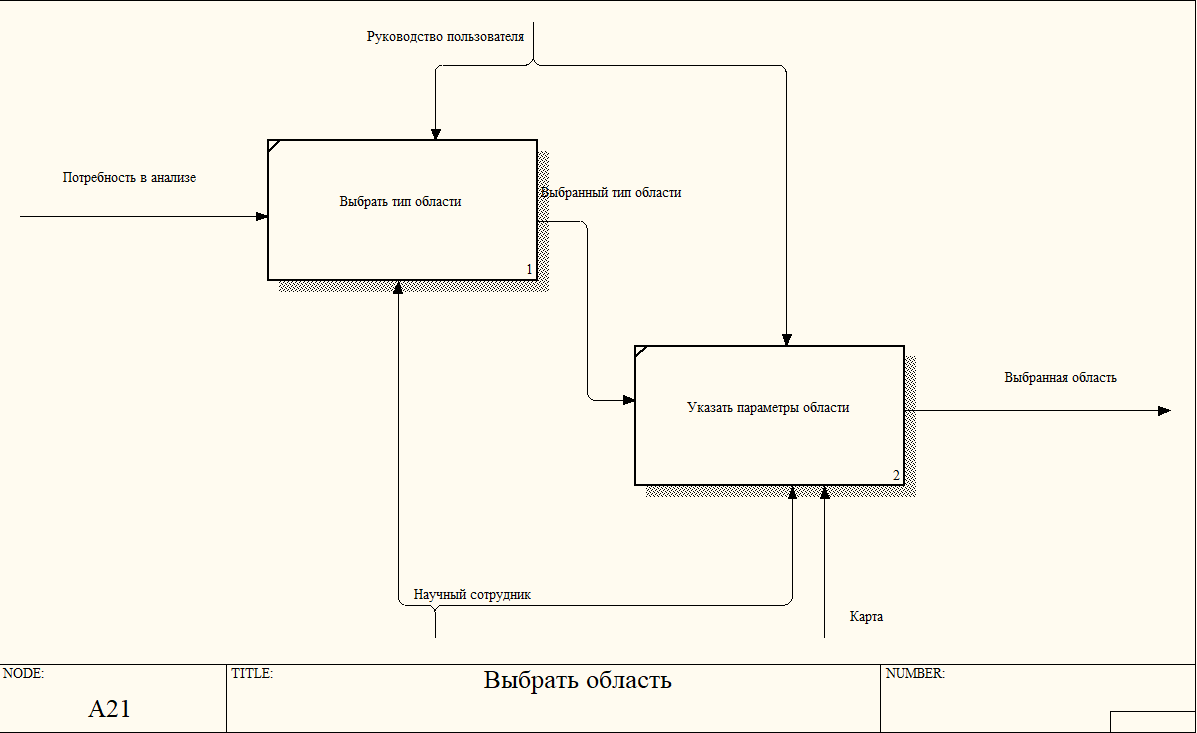 Руководство пользователя
Потребность в анализе
Выбрать тип области
1
Выбранный тип области
Выбранная область
Указать параметры области
2
Научный сотрудник
Карта
NODE:
A21
TITLE:
Выбрать область
NUMBER: